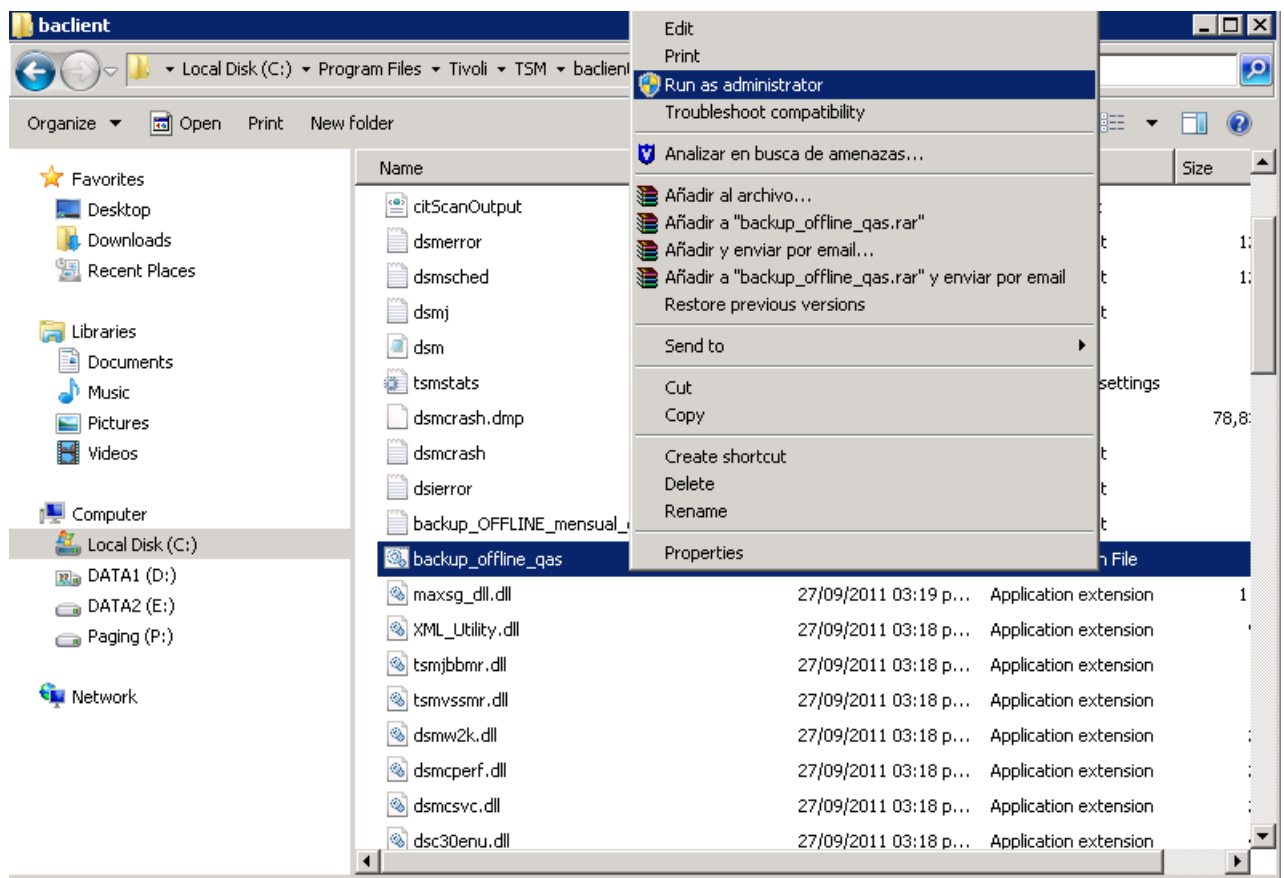 baclient
Local Disk (C:) Program Files Tivoli TSM baclient
Organize Open Print New folder
Favorites
Desktop
Downloads
Recent Places
Libraries
Documents
Music
Pictures
Videos
Computer
Local Disk (C:)
DATA1 (D:)
DATA2 (E:)
Paging (P:)
Network
Edit
Print
Run as administrator
Troubleshoot compatibility
Analizar en busca de amenazas...
Añadir al archivo...
Añadir a "backup_offline_qas.rar"
Añadir y enviar por email...
Añadir a "backup_offline_qas.rar" y enviar por email
Restore previous versions
Send to
Cut
Copy
Create shortcut
Delete
Rename
Properties
Name Size
citScanOutput
dsmerror
dsmsched
dsmj
dsm
tsmstats settings
dsmcrash.dmp 78,8
dsmcrash
dsierror
backup_OFFLINE_mensual_
backup_offline_qas File
maxsg_dll.dll 27/09/2011 03:19 p... Application extension 1
XML_Utility.dll 27/09/2011 03:18 p... Application extension
tsmjbbmr.dll 27/09/2011 03:18 p... Application extension
tsmvssmr.dll 27/09/2011 03:18 p... Application extension
dsmw2k.dll 27/09/2011 03:18 p... Application extension
dsmcperf.dll 27/09/2011 03:18 p... Application extension
dsmcsvc.dll 27/09/2011 03:18 p... Application extension
dsc30enu.dll 27/09/2011 03:18 p... Application extension